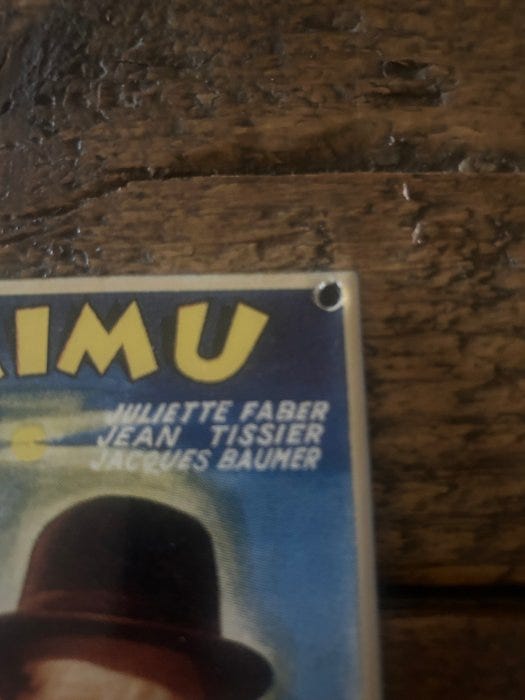 AIMU
JULIETTE FABER
JEAN TISSIER
JACQUES BAUMER